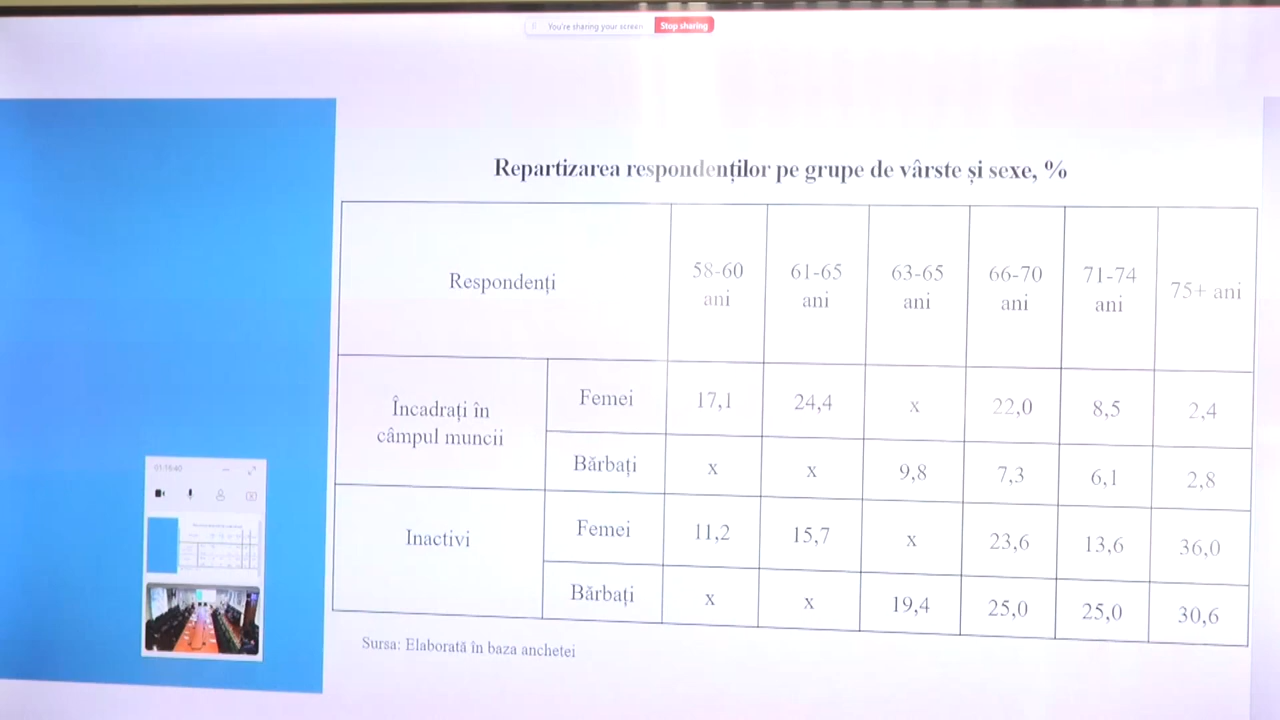 You're sharing your screen Stop sharing
Repartizarea respondenților pe grupe de vârste și sexe, %
Respondenți
58-60
ani
61-65
ani
63-65
ani
66-70
ani
71-74
ani
75+ ani
Încadrați în
câmpul muncii
Femei 17,1 24,4 x 22,0 8,5 2,4
Bărbați x x 9,8 7,3 6,1 2,8
Inactivi
Femei 11,2 15,7 x 23,6 13,6 36,0
Bărbați x x 19,4 25,0 25,0 30,6
Sursa: Elaborată în baza anchetei